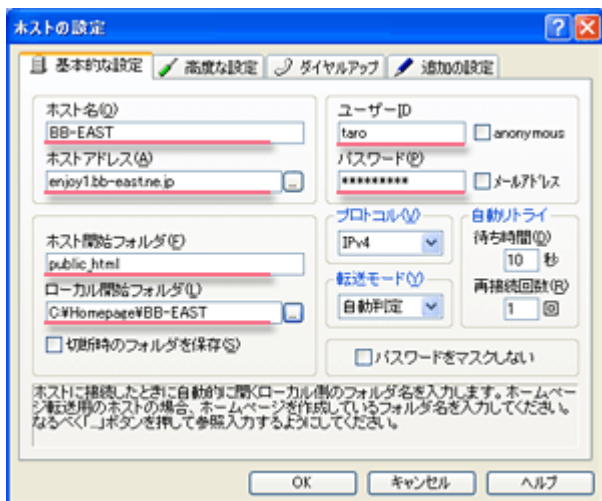 ホストの設定
基本的な設定 高度な設定 ダイヤルアップ 追加の設定
ホスト名(O)
BB-EAST
ホストアドレス(A)
enjoy1.bb-east.ne.jp
...
ユーザーID
taro
anonymous
パスワード(P)
*********
メールアドレス
ホスト開始フォルダ(F)
public_html
ローカル開始フォルダ(L)
C:¥Homepage¥BB-EAST
...
切断時のフォルダを保存(S)
プロトコル(V)
IPv4
転送モード(Y)
自動判定
自動リトライ
待ち時間(D)
10 秒
再接続回数(R)
1 回
パスワードをマスクしない
ホストに接続したときに自動的に開くローカル側のフォルダ名を入力します。ホームペー
ジ転送用のホストの場合、ホームページを作成しているフォルダ名を入力してください。
なるべく「...」ボタンを押して参照入力するようにしてください。
OK キャンセル ヘルプ